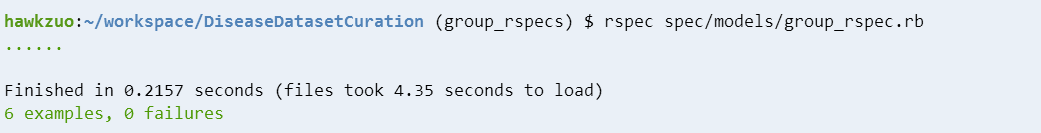 hawkzuo:~/workspace/DiseaseDatasetCuration (group_rspecs) $ rspec spec/models/group_rspec.rb
......
Finished in 0.2157 seconds (files took 4.35 seconds to load)
6 examples, 0 failures